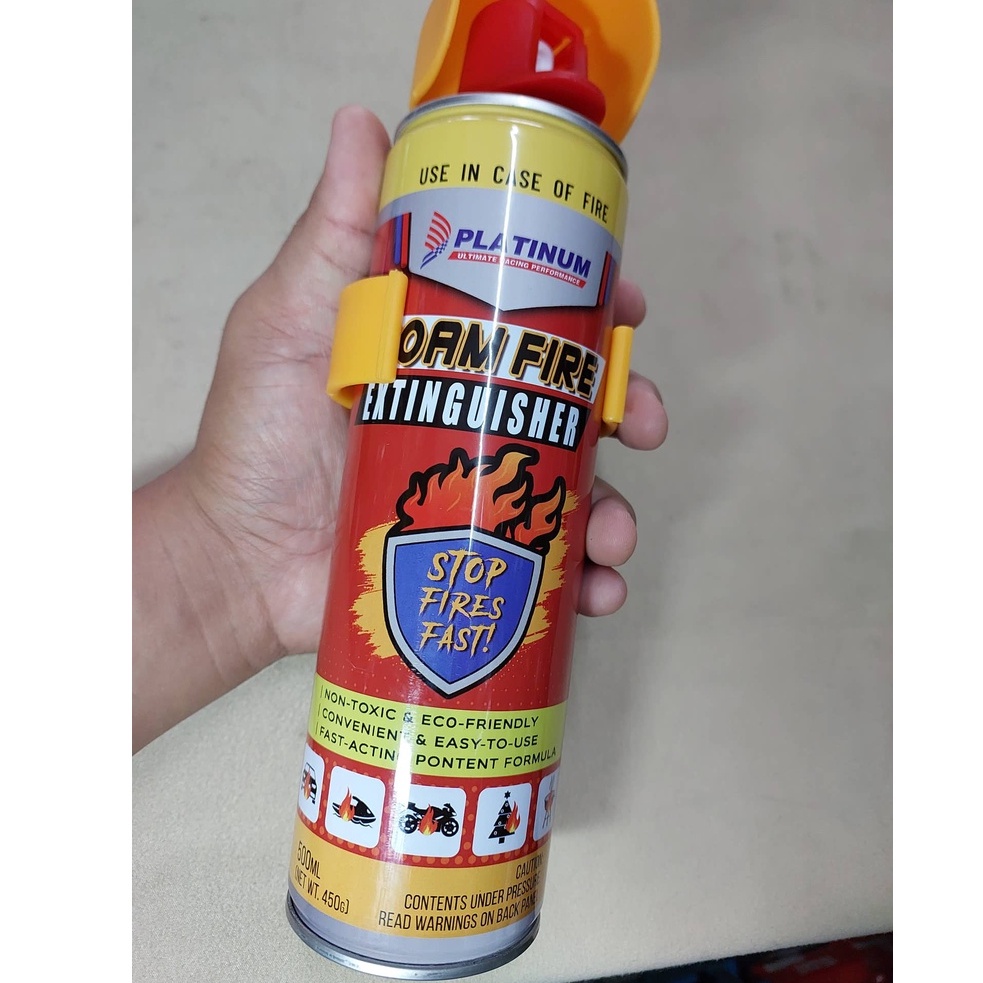 USE IN CASE OF FIRE
PLATINUM
ULTIMATE RACING PERFORMANCE
OAM FIRE
EXTINGUISHER
STOP
FIRES
FAST!
NON-TOXIC & ECO-FRIENDLY
CONVENIENT & EASY-TO-USE
FAST-ACTING PONTENT FORMULA
500ML
(NET WT. 450G)
CAUTION
CONTENTS UNDER PRESSUR
READ WARNINGS ON BACK PANE